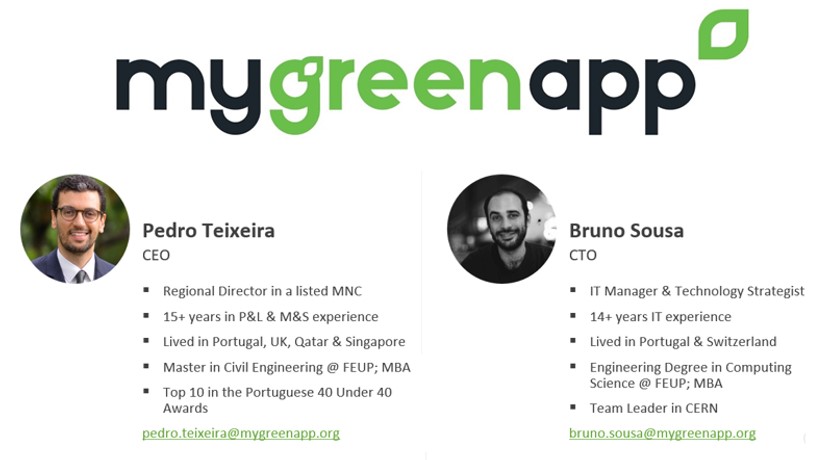 mygreenapp
Pedro Teixeira
CEO
▪ Regional Director in a listed MNC
▪ 15+ years in P&L & M&S experience
▪ Lived in Portugal, UK, Qatar & Singapore
▪ Master in Civil Engineering @ FEUP; MBA
▪ Top 10 in the Portuguese 40 Under 40
Awards
pedro.teixeira@mygreenapp.org
Bruno Sousa
CTO
▪ IT Manager & Technology Strategist
▪ 14+ years IT experience
▪ Lived in Portugal & Switzerland
▪ Engineering Degree in Computing
Science @ FEUP; MBA
▪ Team Leader in CERN
bruno.sousa@mygreenapp.org